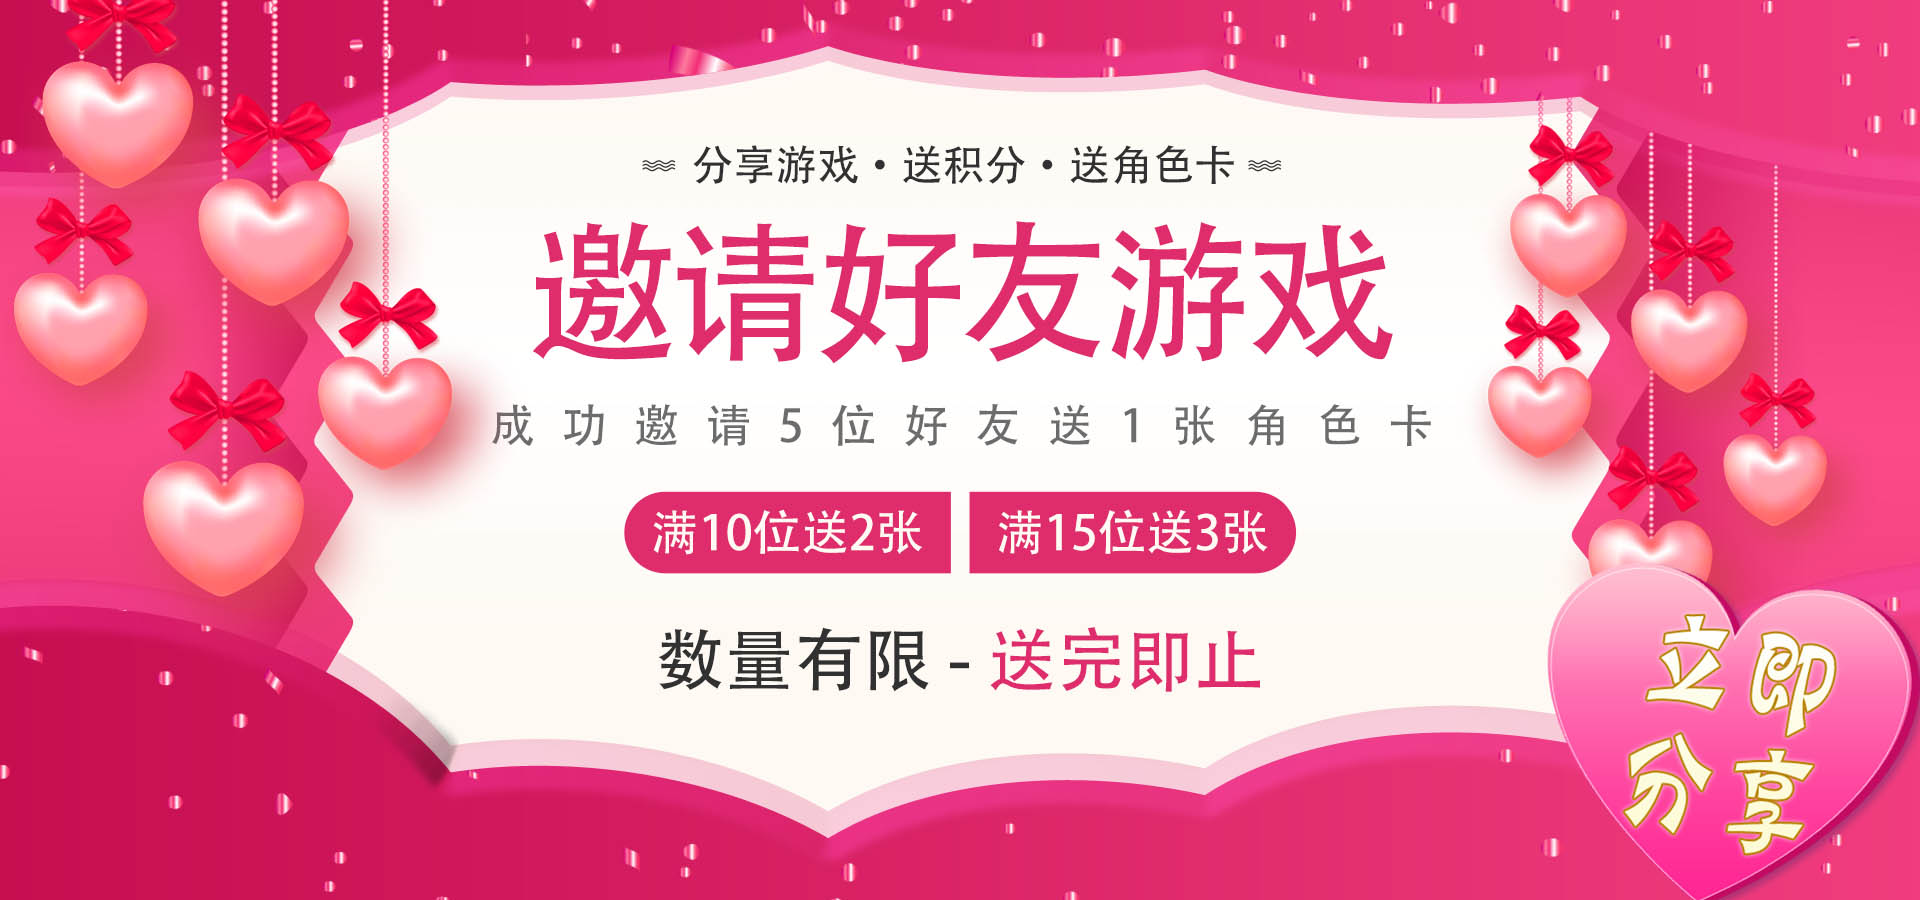 分享游戏•送积分•送角色卡
邀请好友游戏
成功邀请5位好友送1张角色卡
满10位送2张
满15位送3张
数量有限-送完即止
立即
分享